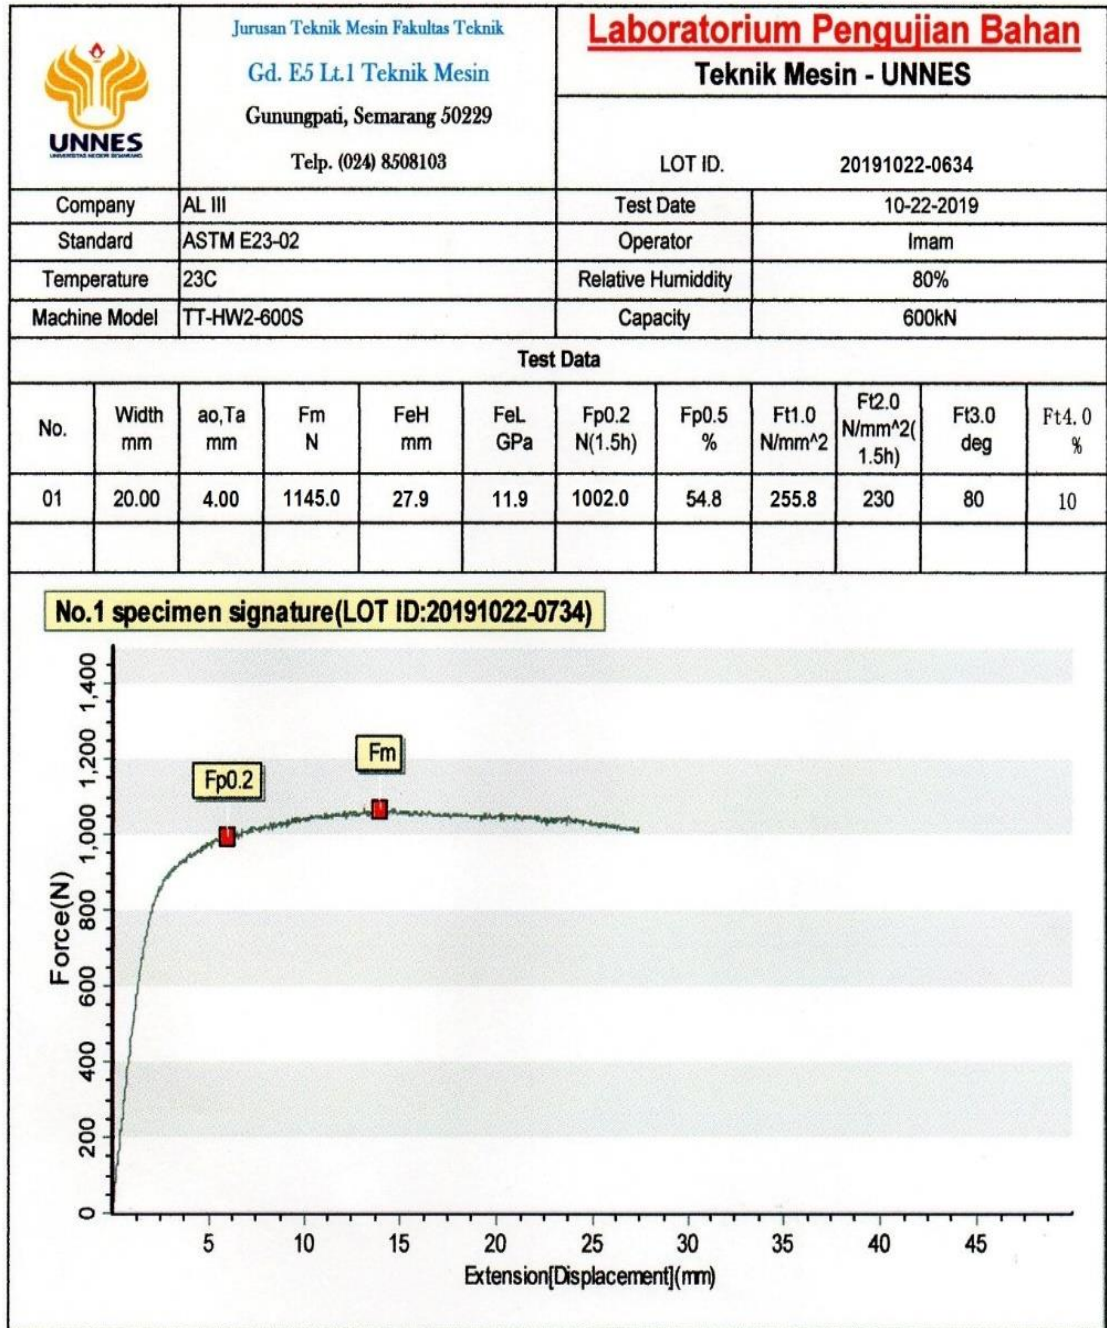 UNNES
UNIVERSITAS NEGERI SEMARANG
Jurusan Teknik Mesin Fakultas Teknik
Gd. E5 Lt.1 Teknik Mesin
Gunungpati, Semarang 50229
Telp. (024) 8508103
Laboratorium Pengujian Bahan
Teknik Mesin - UNNES
LOT ID. 20191022-0634
Company AL III Test Date 10-22-2019
Standard ASTM E23-02 Operator Imam
Temperature 23C Relative Humiddity 80%
Machine Model TT-HW2-600S Capacity 600kN
Test Data
No. Width mm ao,Ta mm Fm N FeH mm FeL GPa Fp0.2 N(1.5h) Fp0.5 % Ft1.0 N/mm^2 Ft2.0 N/mm^2( 1.5h) Ft3.0 deg Ft4.0 %
01 20.00 4.00 1145.0 27.9 11.9 1002.0 54.8 255.8 230 80 10
No.1 specimen signature(LOT ID:20191022-0734)
Force(N)
1,400
1,200
1,000
800
600
400
200
0
Fp0.2
Fm
5 10 15 20 25 30 35 40 45
Extension[Displacement](mm)